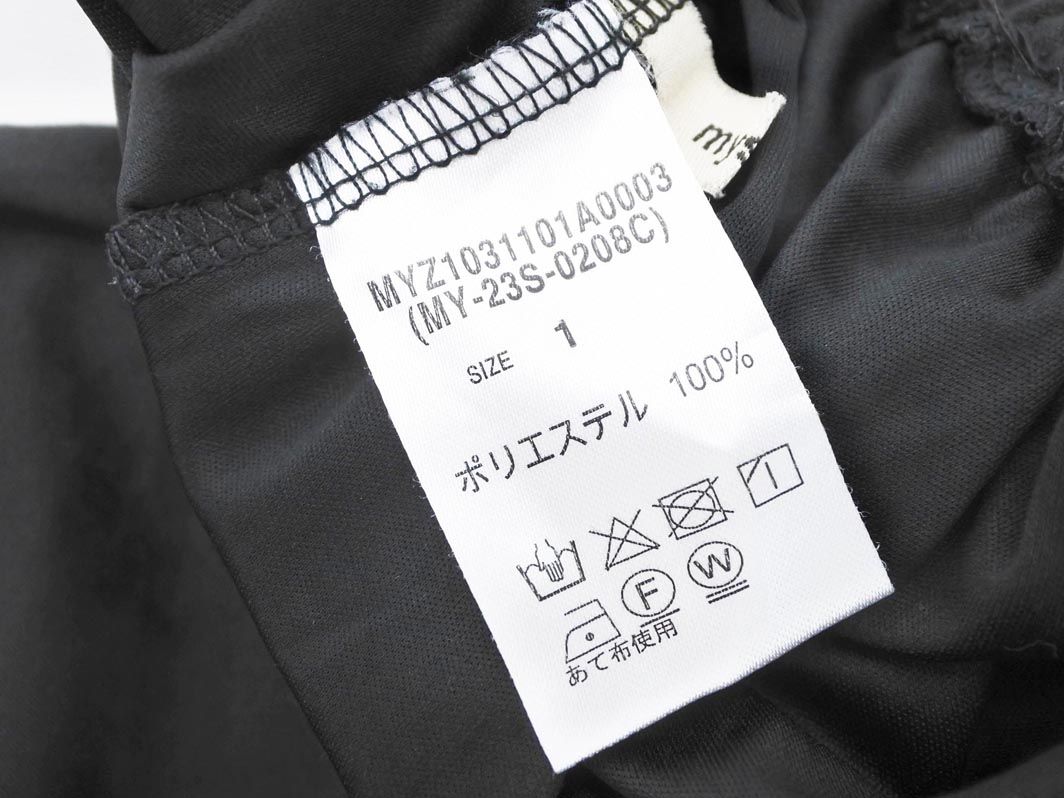 MYZ1031101A0003
(MY-23S-0208C)
SIZE 1
ポリエステル 100%
F W
あて布使用